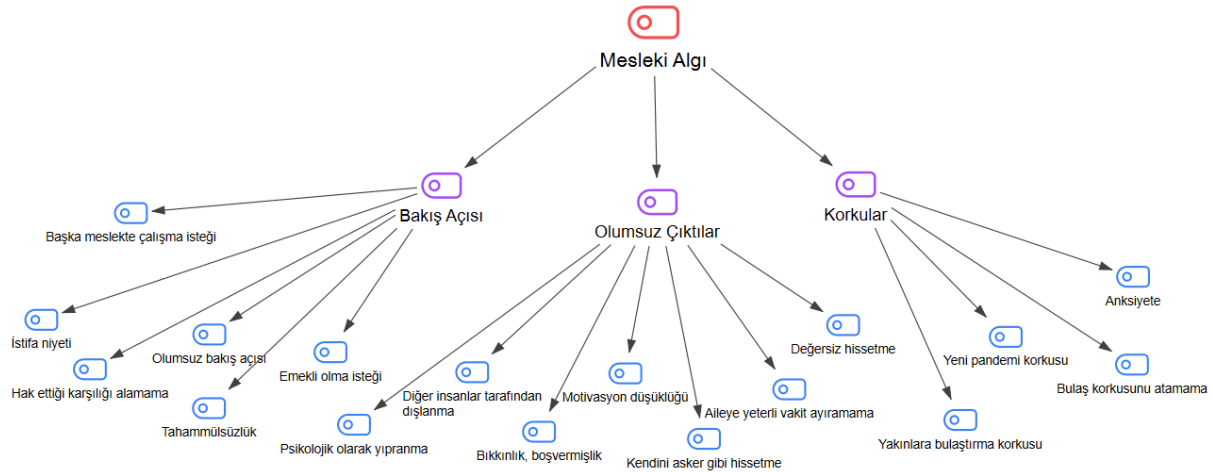 Mesleki Algı
Bakış Açısı
Olumsuz Çıktılar
Korkular
Başka meslekte çalışma isteği
İstifa niyeti
Hak ettiği karşılığı alamama
Olumsuz bakış açısı
Tahammülsüzlük
Emekli olma isteği
Psikolojik olarak yıpranma
Diğer insanlar tarafından
dışlanma
Bıkkınlık, boşvermişlik
Motivasyon düşüklüğü
Kendini asker gibi hissetme
Aileye yeterli vakit ayıramama
Değersiz hissetme
Yakınlara bulaştırma korkusu
Yeni pandemi korkusu
Bulaş korkusunu atamama
Anksiyete